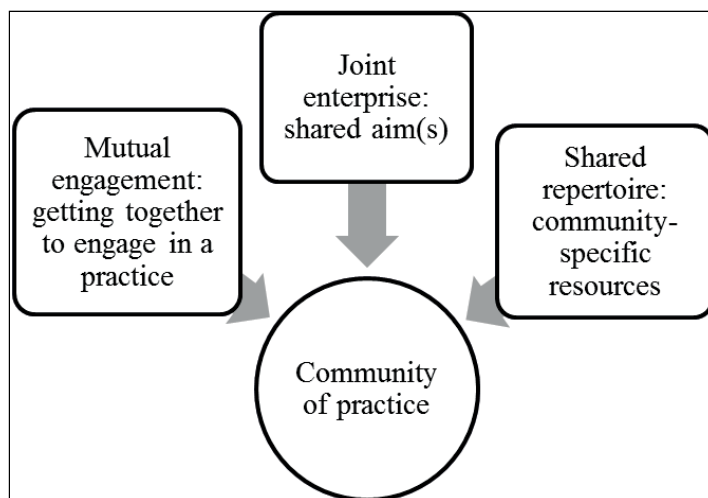 Mutual
engagement:
getting together
to engage in a
practice
Joint
enterprise:
shared aim(s)
Shared
repertoire:
community-
specific
resources
Community
of practice